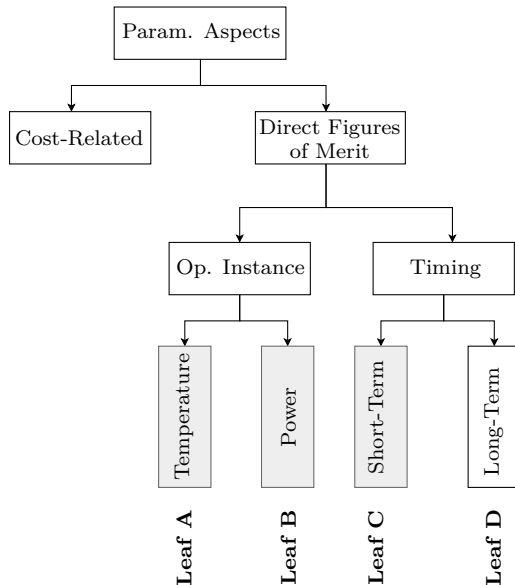 Param. Aspects
Cost-Related
Direct Figures
of Merit
Op. Instance
Timing
Temperature
Power
Short-Term
Long-Term
Leaf A
Leaf B
Leaf C
Leaf D